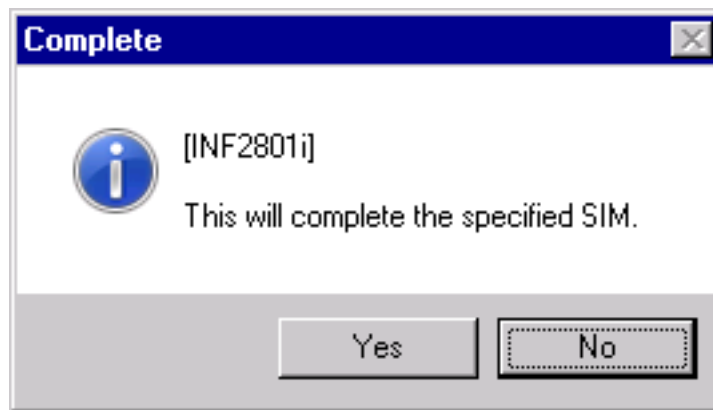 Complete
[INF2801i]
This will complete the specified SIM.
Yes
No